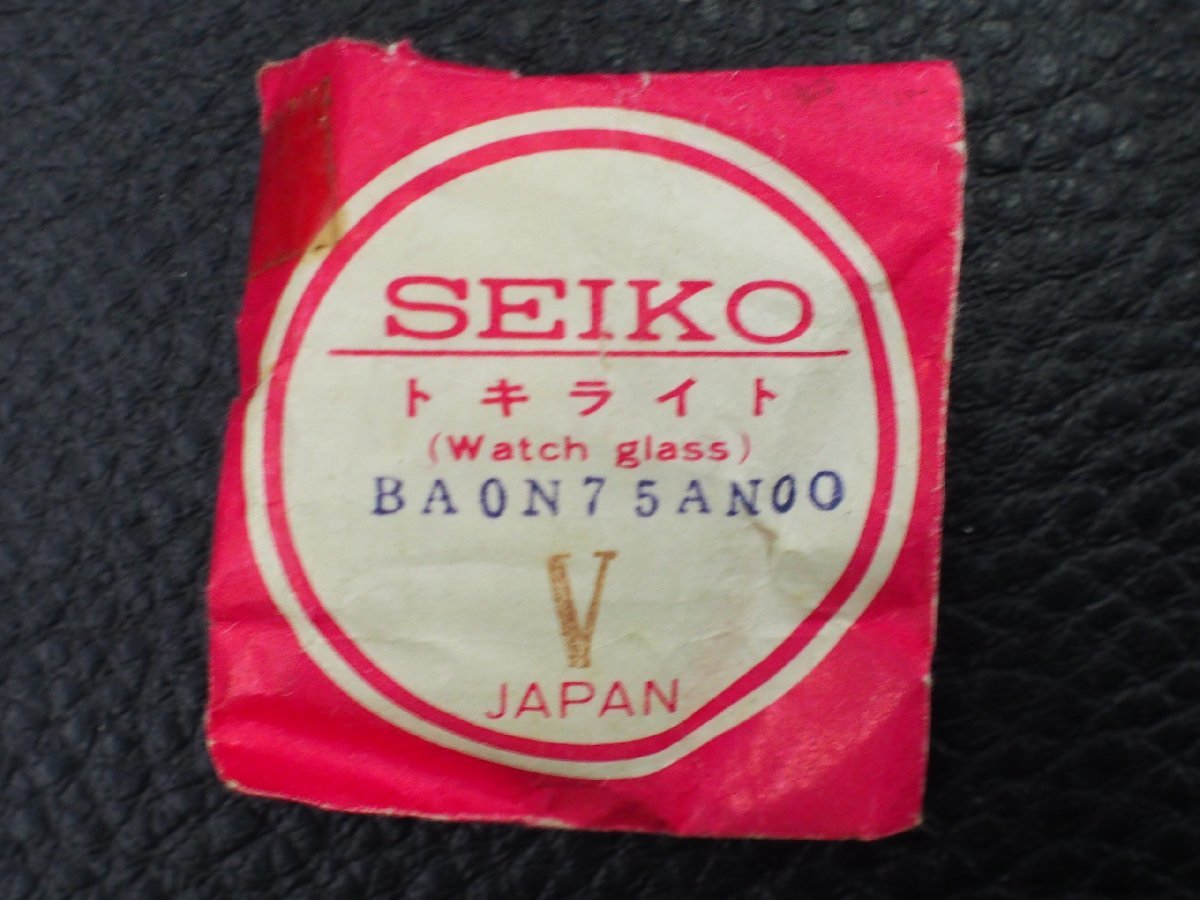 SEIKO
トキライト
(Watch glass)
BA0N75AN00
V
JAPAN